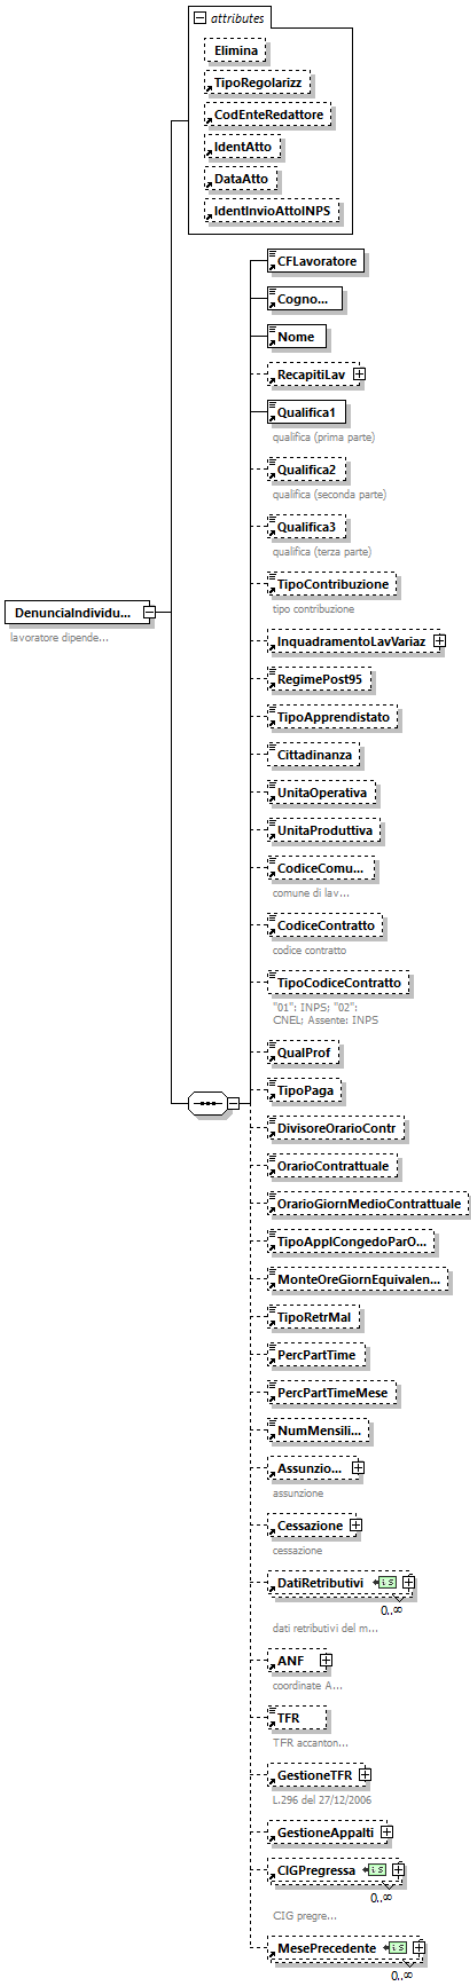 attributes
Elimina
TipoRegolarizz
CodEnteRedattore
IdentAtto
DataAtto
IdentInvioAttoINPS
CFLavoratore
Cogno...
Nome
RecapitiLav
Qualifica1
qualifica (prima parte)
Qualifica2
qualifica (seconda parte)
Qualifica3
qualifica (terza parte)
TipoContribuzione
tipo contribuzione
DenunciaIndividu...
lavoratore dipende...
InquadramentoLavVariaz
RegimePost95
TipoApprendistato
Cittadinanza
UnitaOperativa
UnitaProduttiva
CodiceComu...
comune di lav...
CodiceContratto
codice contratto
TipoCodiceContratto
"01": INPS; "02":
CNEL; Assente: INPS
QualProf
TipoPaga
DivisoreOrarioContr
OrarioContrattuale
OrarioGiornMedioContrattuale
TipoApplCongedoParO...
MonteOreGiornEquivalen...
TipoRetrMal
PercPartTime
PercPartTimeMese
NumMensili...
Assunzio...
assunzione
Cessazione
cessazione
DatiRetributivi
0..∞
dati retributivi del m...
ANF
coordinate A...
TFR
TFR accanton...
GestioneTFR
L.296 del 27/12/2006
GestioneAppalti
CIGPregressa
0..∞
CIG pregre...
MesePrecedente
0..∞